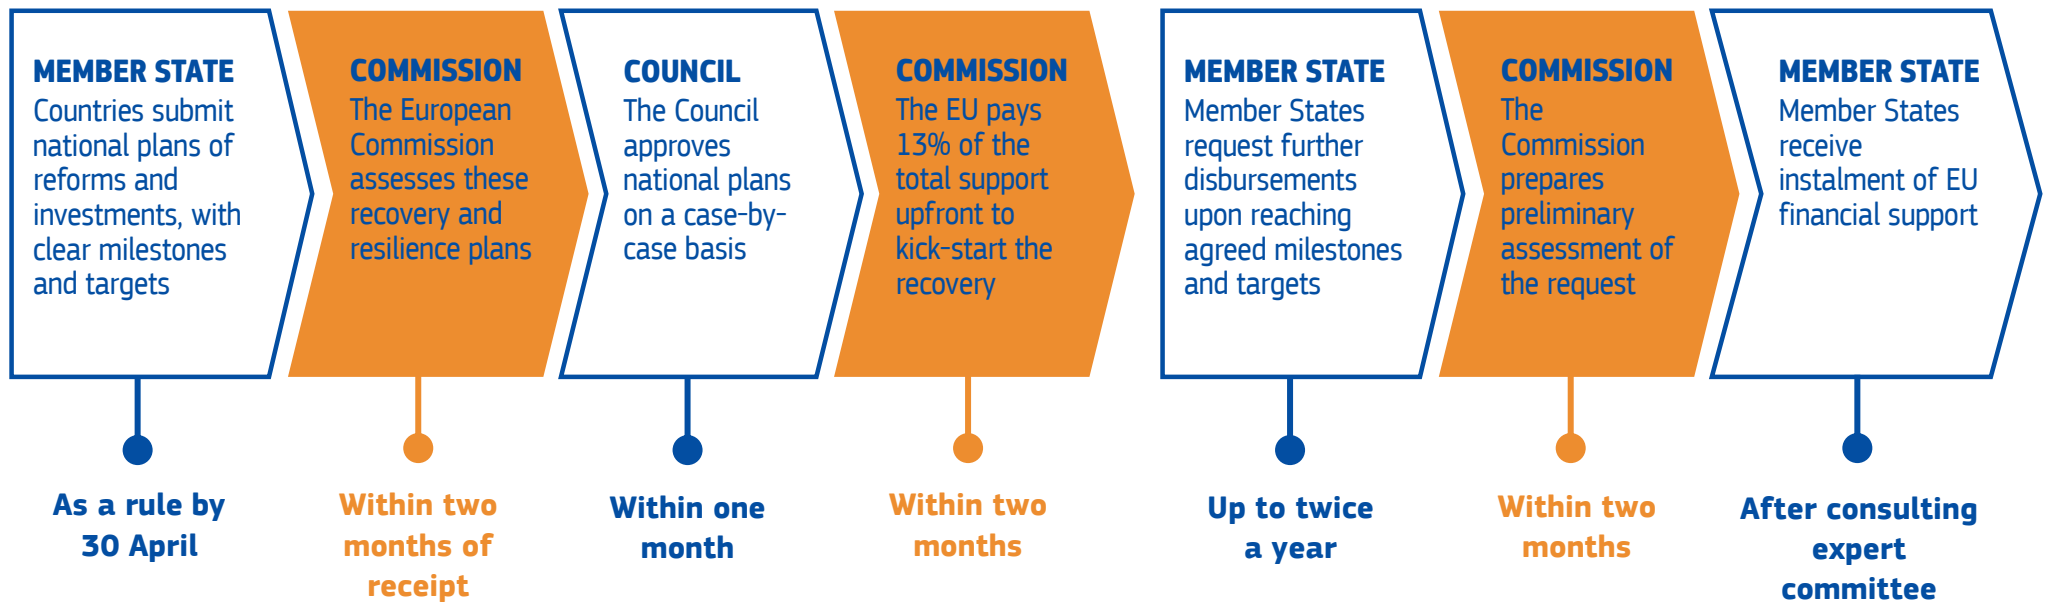 MEMBER STATE
Countries submit
national plans of
reforms and
investments, with
clear milestones
and targets
As a rule by
30 April
COMMISSION
The European
Commission
assesses these
recovery and
resilience plans
Within two
months of
receipt
COUNCIL
The Council
approves
national plans
on a case-by-
case basis
Within one
month
COMMISSION
The EU pays
13% of the
total support
upfront to
kick-start the
recovery
Within two
months
MEMBER STATE
Member States
request further
disbursements
upon reaching
agreed milestones
and targets
Up to twice
a year
COMMISSION
The
Commission
prepares
preliminary
assessment of
the request
Within two
months
MEMBER STATE
Member States
receive
instalment of EU
financial support
After consulting
expert
committee